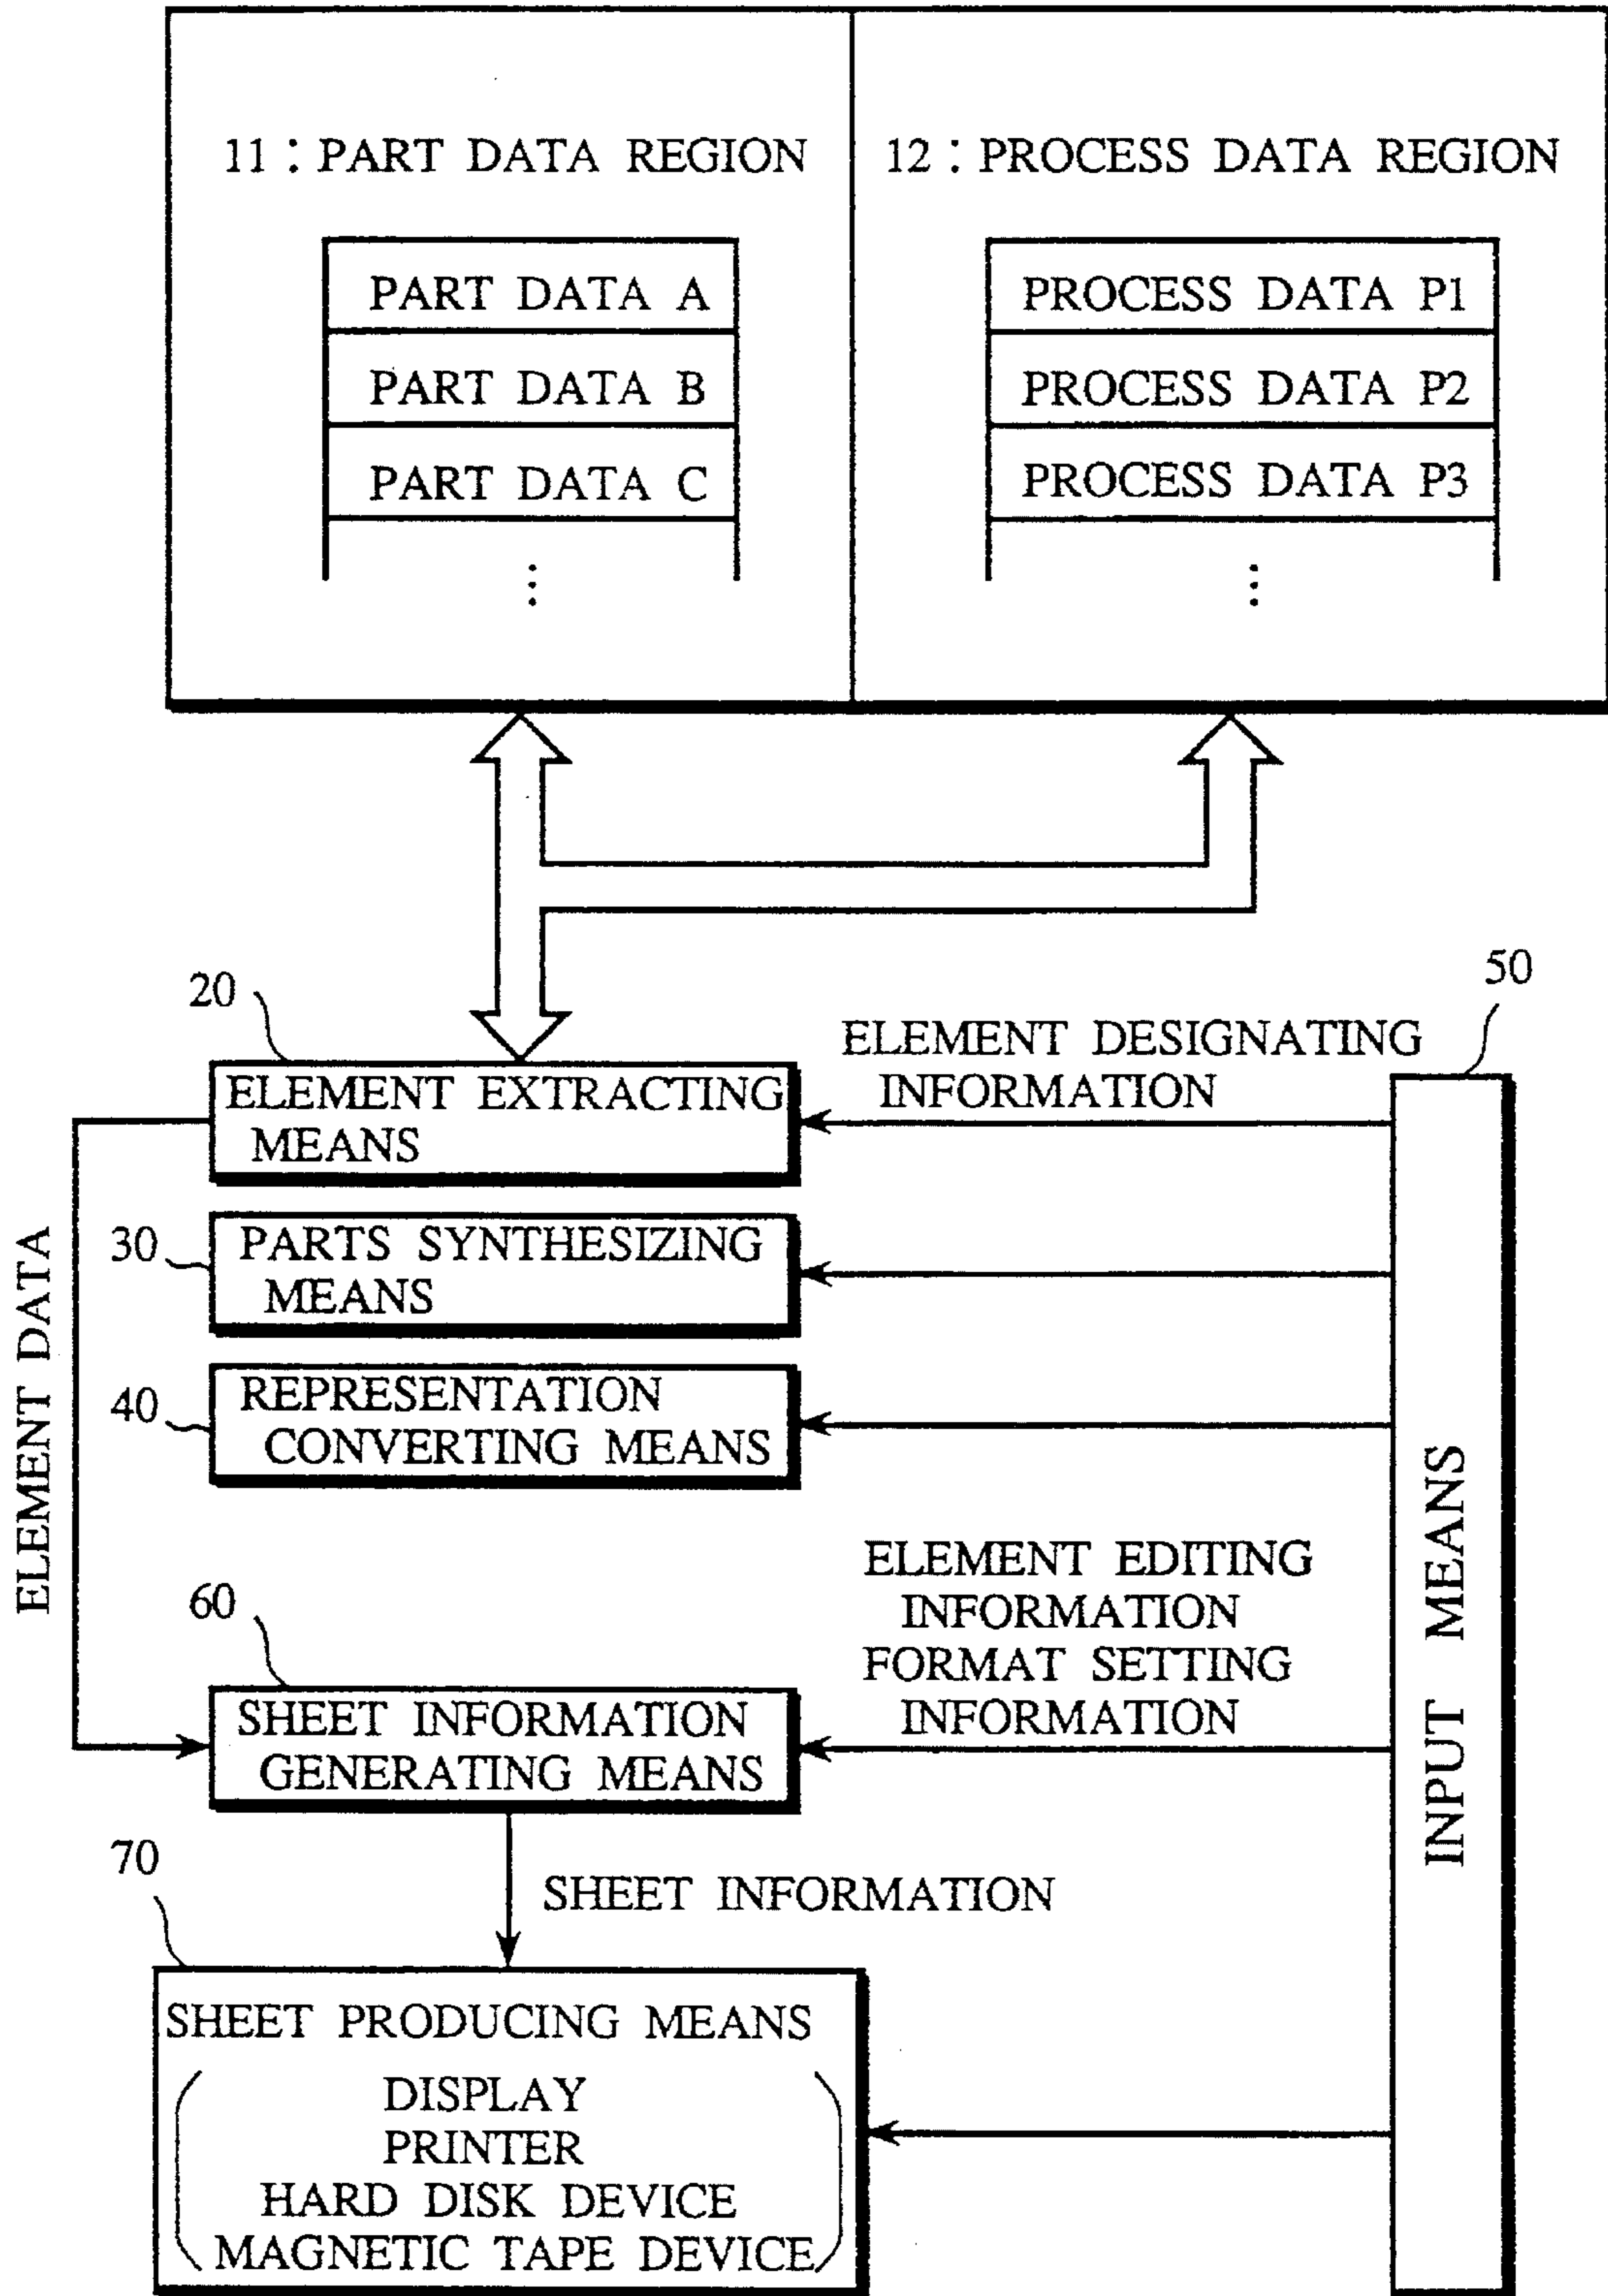 11 : PART DATA REGION
12 : PROCESS DATA REGION
PART DATA A
PART DATA B
PART DATA C
⋮
PROCESS DATA P1
PROCESS DATA P2
PROCESS DATA P3
⋮
20
50
ELEMENT DESIGNATING
INFORMATION
ELEMENT EXTRACTING
MEANS
30
PARTS SYNTHESIZING
MEANS
40
REPRESENTATION
CONVERTING MEANS
ELEMENT DATA
INPUT MEANS
ELEMENT EDITING
INFORMATION
FORMAT SETTING
INFORMATION
60
SHEET INFORMATION
GENERATING MEANS
70
SHEET INFORMATION
SHEET PRODUCING MEANS
DISPLAY
PRINTER
HARD DISK DEVICE
MAGNETIC TAPE DEVICE